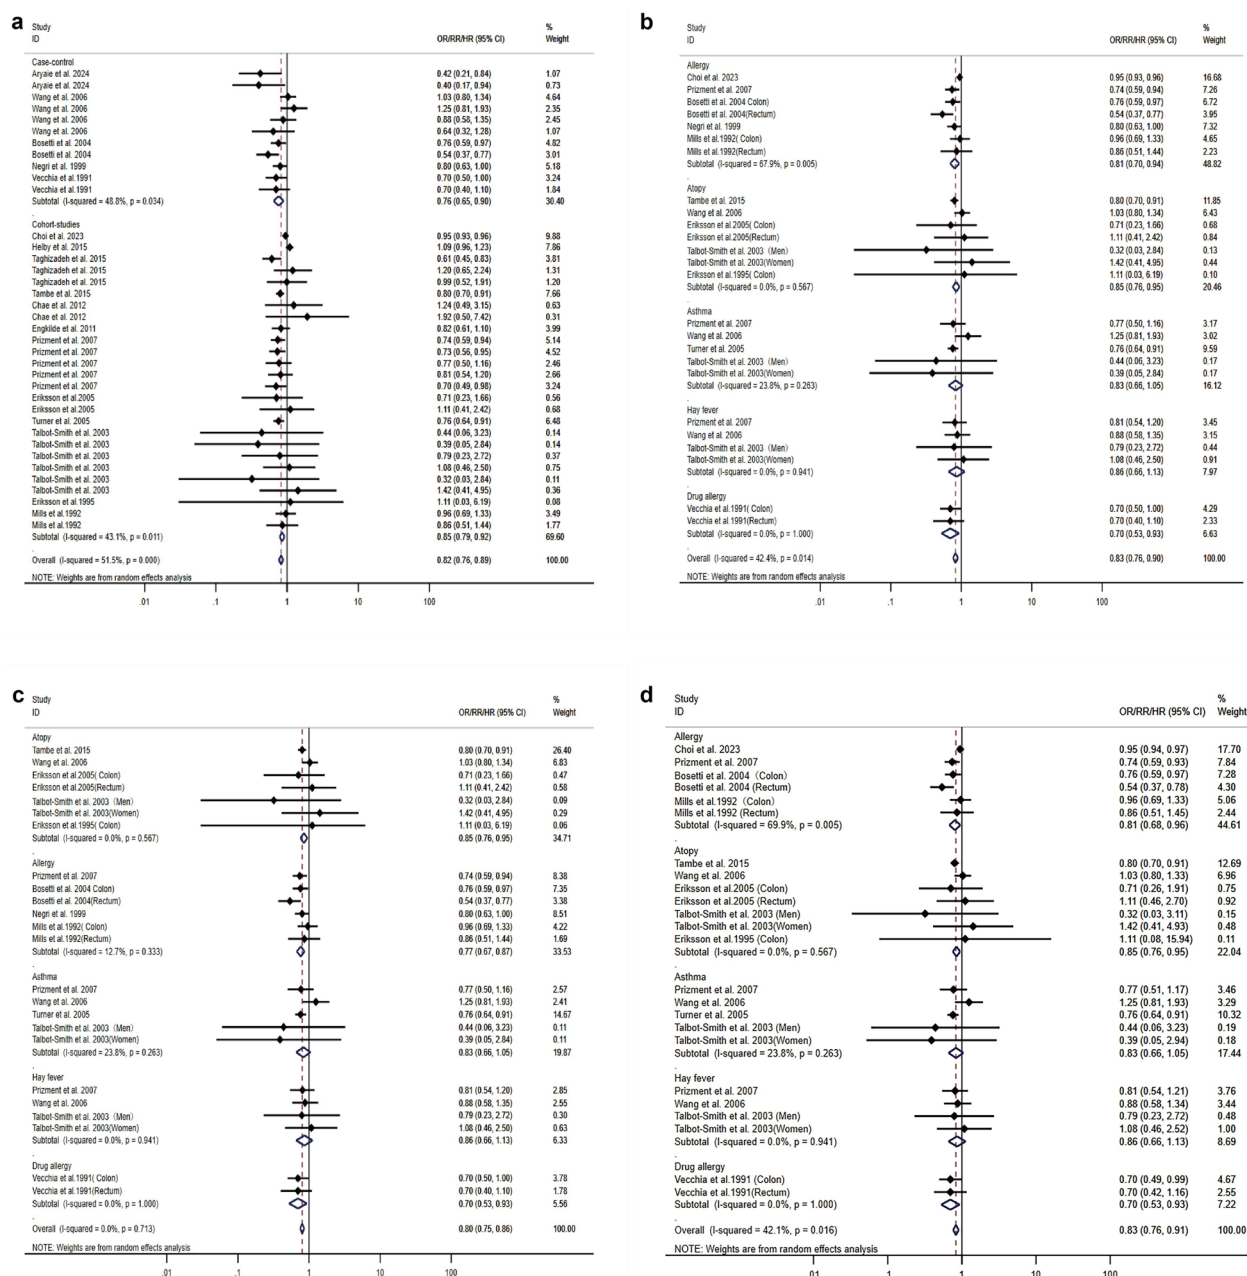 a
Study %
ID OR/RR/HR (95% CI) Weight
Case-control
Aryaie et al. 2024 0.42 (0.21, 0.84) 1.07
Aryaie et al. 2024 0.40 (0.17, 0.94) 0.73
Wang et al. 2006 1.03 (0.80, 1.34) 4.64
Wang et al. 2006 1.25 (0.81, 1.93) 2.35
Wang et al. 2006 0.88 (0.58, 1.35) 2.45
Wang et al. 2006 0.64 (0.32, 1.28) 1.07
Bosetti et al. 2004 0.76 (0.59, 0.97) 4.82
Bosetti et al. 2004 0.54 (0.37, 0.77) 3.01
Negri et al. 1999 0.80 (0.63, 1.00) 5.18
Vecchia et al.1991 0.70 (0.50, 1.00) 3.24
Vecchia et al.1991 0.70 (0.40, 1.10) 1.84
Subtotal (I-squared = 48.8%, p = 0.034) 0.76 (0.65, 0.90) 30.40
.
Cohort-studies
Choi et al. 2023 0.95 (0.93, 0.96) 9.88
Helby et al. 2015 1.09 (0.96, 1.23) 7.86
Taghizadeh et al. 2015 0.61 (0.45, 0.83) 3.81
Taghizadeh et al. 2015 1.20 (0.65, 2.24) 1.31
Taghizadeh et al. 2015 0.99 (0.52, 1.91) 1.20
Tambe et al. 2015 0.80 (0.70, 0.91) 7.66
Chae et al. 2012 1.24 (0.49, 3.15) 0.63
Chae et al. 2012 1.92 (0.50, 7.42) 0.31
Engkilde et al. 2011 0.82 (0.61, 1.10) 3.99
Prizment et al. 2007 0.74 (0.59, 0.94) 5.14
Prizment et al. 2007 0.73 (0.56, 0.95) 4.52
Prizment et al. 2007 0.77 (0.50, 1.16) 2.46
Prizment et al. 2007 0.81 (0.54, 1.20) 2.66
Prizment et al. 2007 0.70 (0.49, 0.98) 3.24
Eriksson et al.2005 0.71 (0.23, 1.66) 0.56
Eriksson et al.2005 1.11 (0.41, 2.42) 0.68
Turner et al. 2005 0.76 (0.64, 0.91) 6.48
Talbot-Smith et al. 2003 0.44 (0.06, 3.23) 0.14
Talbot-Smith et al. 2003 0.39 (0.05, 2.84) 0.14
Talbot-Smith et al. 2003 0.79 (0.23, 2.72) 0.37
Talbot-Smith et al. 2003 1.08 (0.46, 2.50) 0.75
Talbot-Smith et al. 2003 0.32 (0.03, 2.84) 0.11
Talbot-Smith et al. 2003 1.42 (0.41, 4.95) 0.36
Eriksson et al.1995 1.11 (0.03, 6.19) 0.08
Mills et al.1992 0.96 (0.69, 1.33) 3.49
Mills et al.1992 0.86 (0.51, 1.44) 1.77
Subtotal (I-squared = 43.1%, p = 0.011) 0.85 (0.79, 0.92) 69.60
.
Overall (I-squared = 51.5%, p = 0.000) 0.82 (0.76, 0.89) 100.00
NOTE: Weights are from random effects analysis
.01 .1 1 10 100
b
Study %
ID OR/RR/HR (95% CI) Weight
Allergy
Choi et al. 2023 0.95 (0.93, 0.96) 16.68
Prizment et al. 2007 0.74 (0.59, 0.94) 7.26
Bosetti et al. 2004 Colon) 0.76 (0.59, 0.97) 6.72
Bosetti et al. 2004(Rectum) 0.54 (0.37, 0.77) 3.95
Negri et al. 1999 0.80 (0.63, 1.00) 7.32
Mills et al.1992( Colon) 0.96 (0.69, 1.33) 4.65
Mills et al.1992(Rectum) 0.86 (0.51, 1.44) 2.23
Subtotal (I-squared = 67.9%, p = 0.005) 0.81 (0.70, 0.94) 48.82
.
Atopy
Tambe et al. 2015 0.80 (0.70, 0.91) 11.85
Wang et al. 2006 1.03 (0.80, 1.34) 6.43
Eriksson et al.2005( Colon) 0.71 (0.23, 1.66) 0.68
Eriksson et al.2005(Rectum) 1.11 (0.41, 2.42) 0.84
Talbot-Smith et al. 2003 (Men) 0.32 (0.03, 2.84) 0.13
Talbot-Smith et al. 2003(Women) 1.42 (0.41, 4.95) 0.44
Eriksson et al.1995( Colon) 1.11 (0.03, 6.19) 0.10
Subtotal (I-squared = 0.0%, p = 0.567) 0.85 (0.76, 0.95) 20.46
.
Asthma
Prizment et al. 2007 0.77 (0.50, 1.16) 3.17
Wang et al. 2006 1.25 (0.81, 1.93) 3.02
Turner et al. 2005 0.76 (0.64, 0.91) 9.59
Talbot-Smith et al. 2003 (Men) 0.44 (0.06, 3.23) 0.17
Talbot-Smith et al. 2003(Women) 0.39 (0.05, 2.84) 0.17
Subtotal (I-squared = 23.8%, p = 0.263) 0.83 (0.66, 1.05) 16.12
.
Hay fever
Prizment et al. 2007 0.81 (0.54, 1.20) 3.45
Wang et al. 2006 0.88 (0.58, 1.35) 3.15
Talbot-Smith et al. 2003 (Men) 0.79 (0.23, 2.72) 0.44
Talbot-Smith et al. 2003(Women) 1.08 (0.46, 2.50) 0.91
Subtotal (I-squared = 0.0%, p = 0.941) 0.86 (0.66, 1.13) 7.97
.
Drug allergy
Vecchia et al.1991( Colon) 0.70 (0.50, 1.00) 4.29
Vecchia et al.1991(Rectum) 0.70 (0.40, 1.10) 2.33
Subtotal (I-squared = 0.0%, p = 1.000) 0.70 (0.53, 0.93) 6.63
.
Overall (I-squared = 42.4%, p = 0.014) 0.83 (0.76, 0.90) 100.00
NOTE: Weights are from random effects analysis
.01 .1 1 10 100
c
Study %
ID OR/RR/HR (95% CI) Weight
Atopy
Tambe et al. 2015 0.80 (0.70, 0.91) 26.40
Wang et al. 2006 1.03 (0.80, 1.34) 6.83
Eriksson et al.2005( Colon) 0.71 (0.23, 1.66) 0.47
Eriksson et al.2005(Rectum) 1.11 (0.41, 2.42) 0.58
Talbot-Smith et al. 2003 (Men) 0.32 (0.03, 2.84) 0.09
Talbot-Smith et al. 2003(Women) 1.42 (0.41, 4.95) 0.29
Eriksson et al.1995( Colon) 1.11 (0.03, 6.19) 0.06
Subtotal (I-squared = 0.0%, p = 0.567) 0.85 (0.76, 0.95) 34.71
.
Allergy
Prizment et al. 2007 0.74 (0.59, 0.94) 8.38
Bosetti et al. 2004 Colon) 0.76 (0.59, 0.97) 7.35
Bosetti et al. 2004(Rectum) 0.54 (0.37, 0.77) 3.38
Negri et al. 1999 0.80 (0.63, 1.00) 8.51
Mills et al.1992( Colon) 0.96 (0.69, 1.33) 4.22
Mills et al.1992(Rectum) 0.86 (0.51, 1.44) 1.69
Subtotal (I-squared = 12.7%, p = 0.333) 0.77 (0.67, 0.87) 33.53
.
Asthma
Prizment et al. 2007 0.77 (0.50, 1.16) 2.57
Wang et al. 2006 1.25 (0.81, 1.93) 2.41
Turner et al. 2005 0.76 (0.64, 0.91) 14.67
Talbot-Smith et al. 2003 (Men) 0.44 (0.06, 3.23) 0.11
Talbot-Smith et al. 2003(Women) 0.39 (0.05, 2.84) 0.11
Subtotal (I-squared = 23.8%, p = 0.263) 0.83 (0.66, 1.05) 19.87
.
Hay fever
Prizment et al. 2007 0.81 (0.54, 1.20) 2.85
Wang et al. 2006 0.88 (0.58, 1.35) 2.55
Talbot-Smith et al. 2003 (Men) 0.79 (0.23, 2.72) 0.30
Talbot-Smith et al. 2003(Women) 1.08 (0.46, 2.50) 0.63
Subtotal (I-squared = 0.0%, p = 0.941) 0.86 (0.66, 1.13) 6.33
.
Drug allergy
Vecchia et al.1991( Colon) 0.70 (0.50, 1.00) 3.78
Vecchia et al.1991(Rectum) 0.70 (0.40, 1.10) 1.78
Subtotal (I-squared = 0.0%, p = 1.000) 0.70 (0.53, 0.93) 5.56
.
Overall (I-squared = 0.0%, p = 0.713) 0.80 (0.75, 0.86) 100.00
NOTE: Weights are from random effects analysis
.01 .1 1 10 100
d
Study %
ID OR/RR/HR (95% CI) Weight
Allergy
Choi et al. 2023 0.95 (0.94, 0.97) 17.70
Prizment et al. 2007 0.74 (0.59, 0.93) 7.84
Bosetti et al. 2004 (Colon) 0.76 (0.59, 0.97) 7.28
Bosetti et al. 2004 (Rectum) 0.54 (0.37, 0.78) 4.30
Mills et al.1992 (Colon) 0.96 (0.69, 1.33) 5.06
Mills et al.1992 (Rectum) 0.86 (0.51, 1.45) 2.44
Subtotal (I-squared = 69.9%, p = 0.005) 0.81 (0.68, 0.96) 44.61
.
Atopy
Tambe et al. 2015 0.80 (0.70, 0.91) 12.69
Wang et al. 2006 1.03 (0.80, 1.33) 6.96
Eriksson et al.2005 (Colon) 0.71 (0.26, 1.91) 0.75
Eriksson et al.2005 (Rectum) 1.11 (0.46, 2.70) 0.92
Talbot-Smith et al. 2003 (Men) 0.32 (0.03, 3.11) 0.15
Talbot-Smith et al. 2003(Women) 1.42 (0.41, 4.93) 0.48
Eriksson et al.1995 (Colon) 1.11 (0.08, 15.94) 0.11
Subtotal (I-squared = 0.0%, p = 0.567) 0.85 (0.76, 0.95) 22.04
.
Asthma
Prizment et al. 2007 0.77 (0.51, 1.17) 3.46
Wang et al. 2006 1.25 (0.81, 1.93) 3.29
Turner et al. 2005 0.76 (0.64, 0.91) 10.32
Talbot-Smith et al. 2003 (Men) 0.44 (0.06, 3.23) 0.19
Talbot-Smith et al. 2003(Women) 0.39 (0.05, 2.94) 0.18
Subtotal (I-squared = 23.8%, p = 0.263) 0.83 (0.66, 1.05) 17.44
.
Hay fever
Prizment et al. 2007 0.81 (0.54, 1.21) 3.76
Wang et al. 2006 0.88 (0.58, 1.34) 3.44
Talbot-Smith et al. 2003 (Men) 0.79 (0.23, 2.72) 0.48
Talbot-Smith et al. 2003(Women) 1.08 (0.46, 2.52) 1.00
Subtotal (I-squared = 0.0%, p = 0.941) 0.86 (0.66, 1.13) 8.69
.
Drug allergy
Vecchia et al.1991 (Colon) 0.70 (0.49, 0.99) 4.67
Vecchia et al.1991(Rectum) 0.70 (0.42, 1.16) 2.55
Subtotal (I-squared = 0.0%, p = 1.000) 0.70 (0.53, 0.93) 7.22
.
Overall (I-squared = 42.1%, p = 0.016) 0.83 (0.76, 0.91) 100.00
NOTE: Weights are from random effects analysis
.01 .1 1 10 100